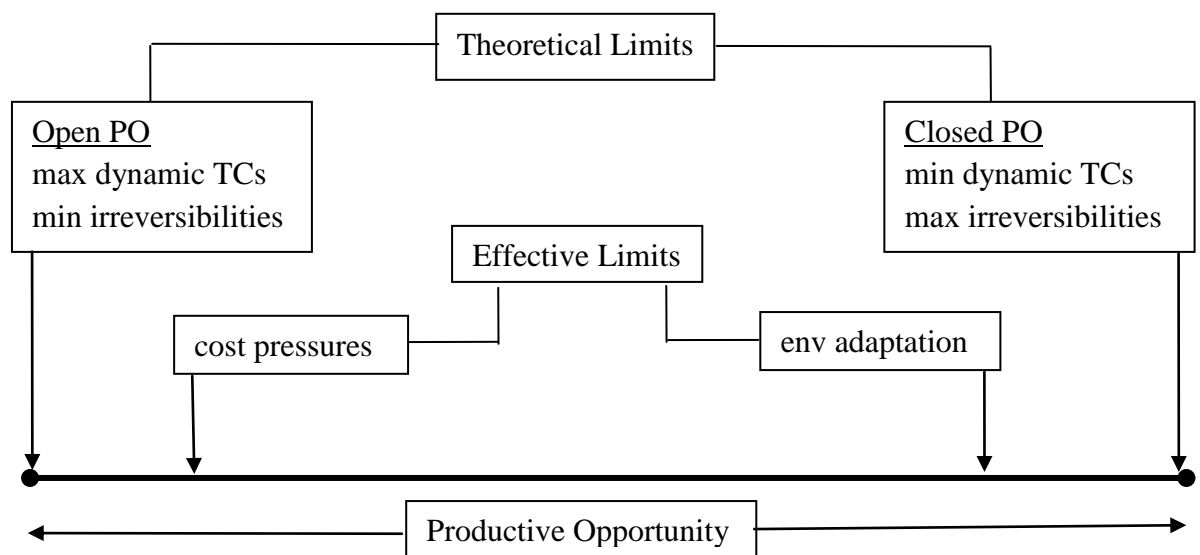 Theoretical Limits
Open PO
max dynamic TCs
min irreversibilities
Closed PO
min dynamic TCs
max irreversibilities
Effective Limits
cost pressures
env adaptation
Productive Opportunity